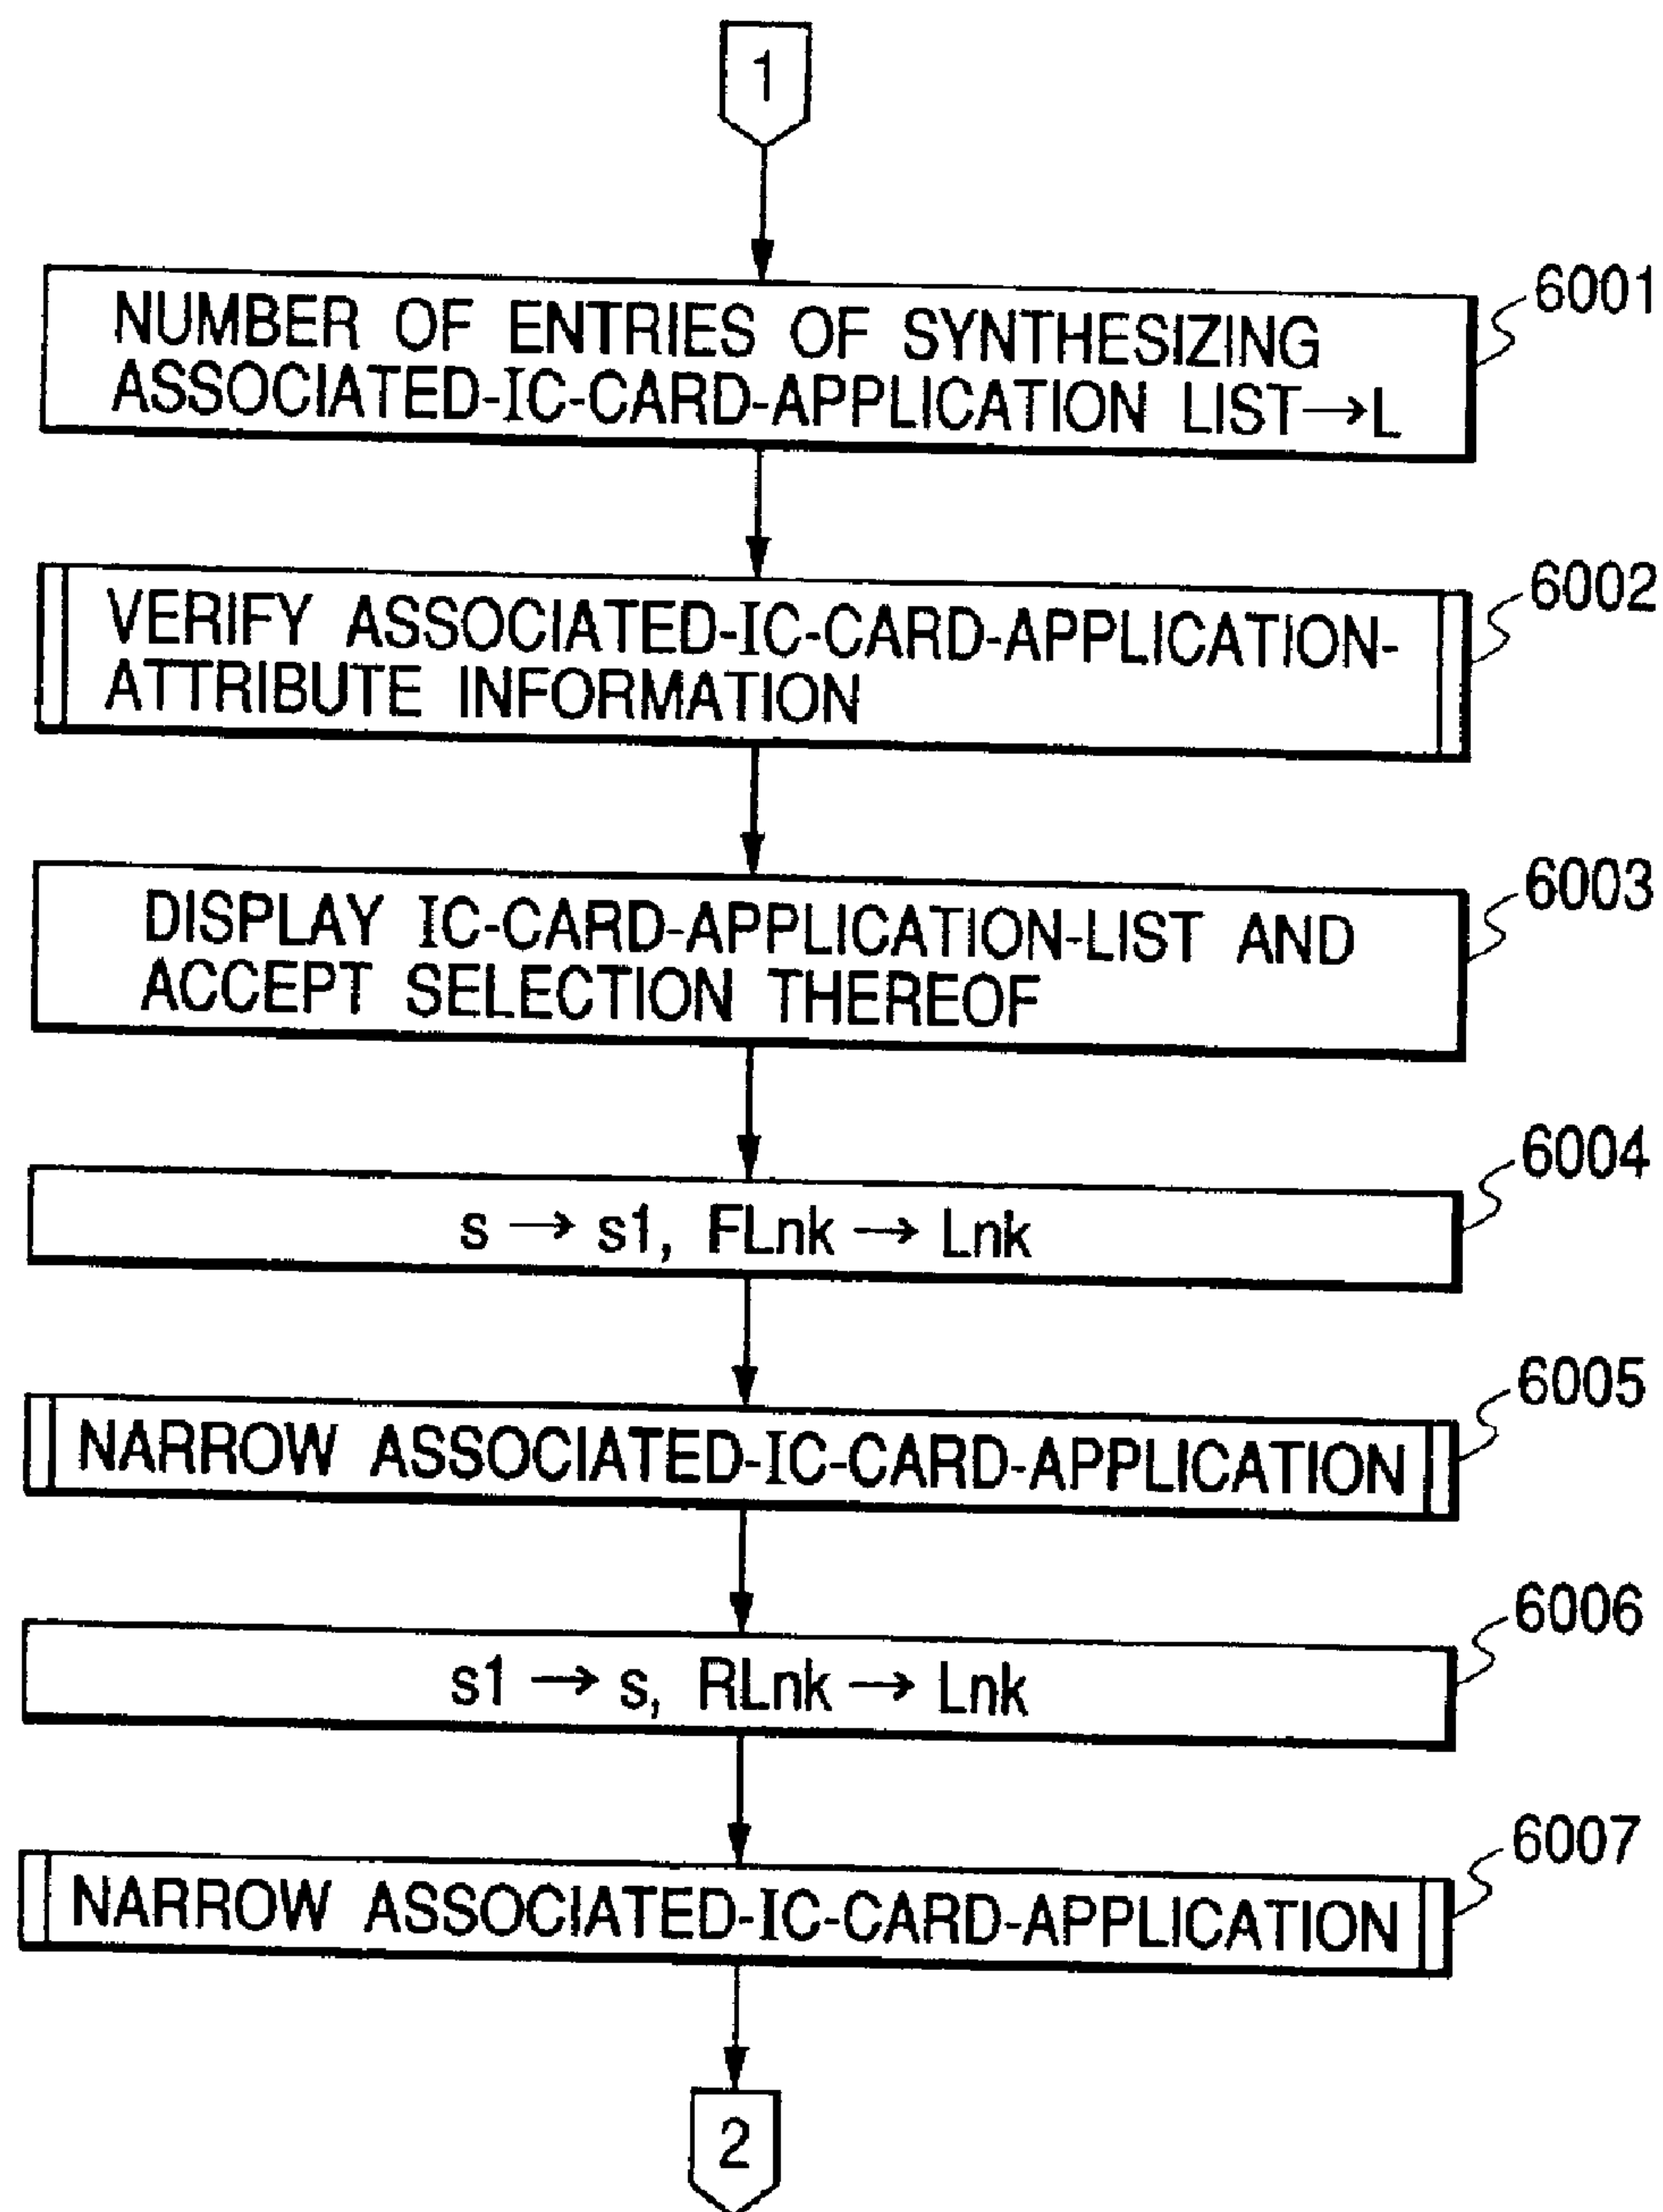 1
NUMBER OF ENTRIES OF SYNTHESIZING
ASSOCIATED-IC-CARD-APPLICATION LIST→L
6001
VERIFY ASSOCIATED-IC-CARD-APPLICATION-
ATTRIBUTE INFORMATION
6002
DISPLAY IC-CARD-APPLICATION-LIST AND
ACCEPT SELECTION THEREOF
6003
s → s1, FLnk → Lnk
6004
NARROW ASSOCIATED-IC-CARD-APPLICATION
6005
s1 → s, RLnk → Lnk
6006
NARROW ASSOCIATED-IC-CARD-APPLICATION
6007
2